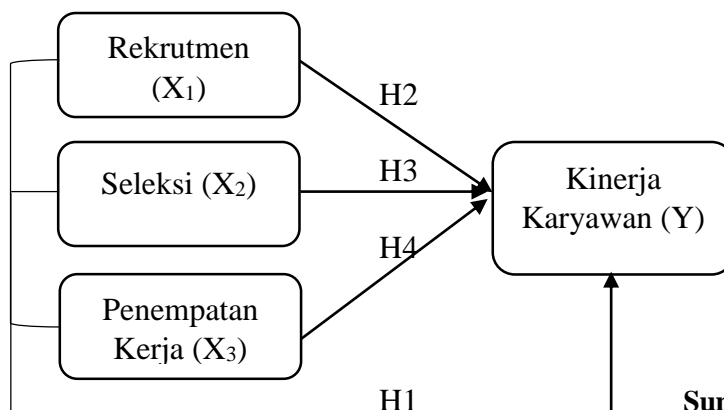 Rekrutmen
(X₁)
H2
Seleksi (X₂)
H3
Kinerja
Karyawan (Y)
H4
Penempatan
Kerja (X₃)
H1